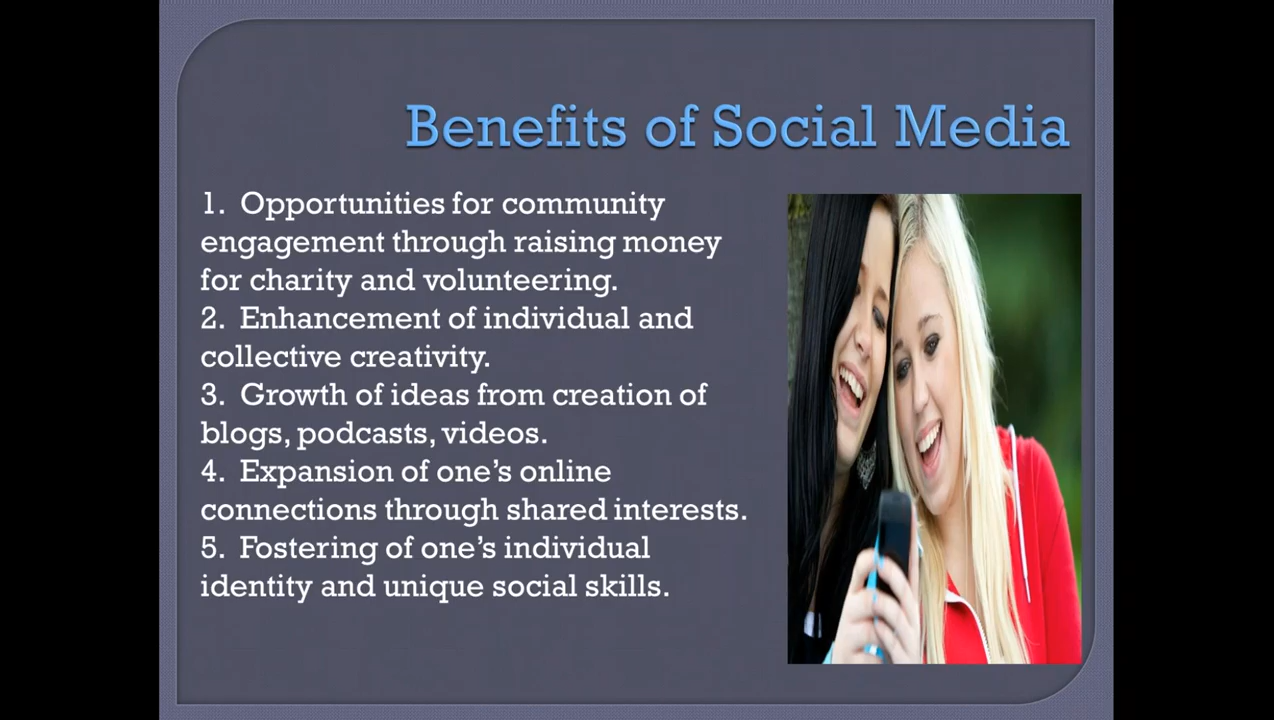 Benefits of Social Media
1. Opportunities for community
engagement through raising money
for charity and volunteering.
2. Enhancement of individual and
collective creativity.
3. Growth of ideas from creation of
blogs, podcasts, videos.
4. Expansion of one’s online
connections through shared interests.
5. Fostering of one’s individual
identity and unique social skills.